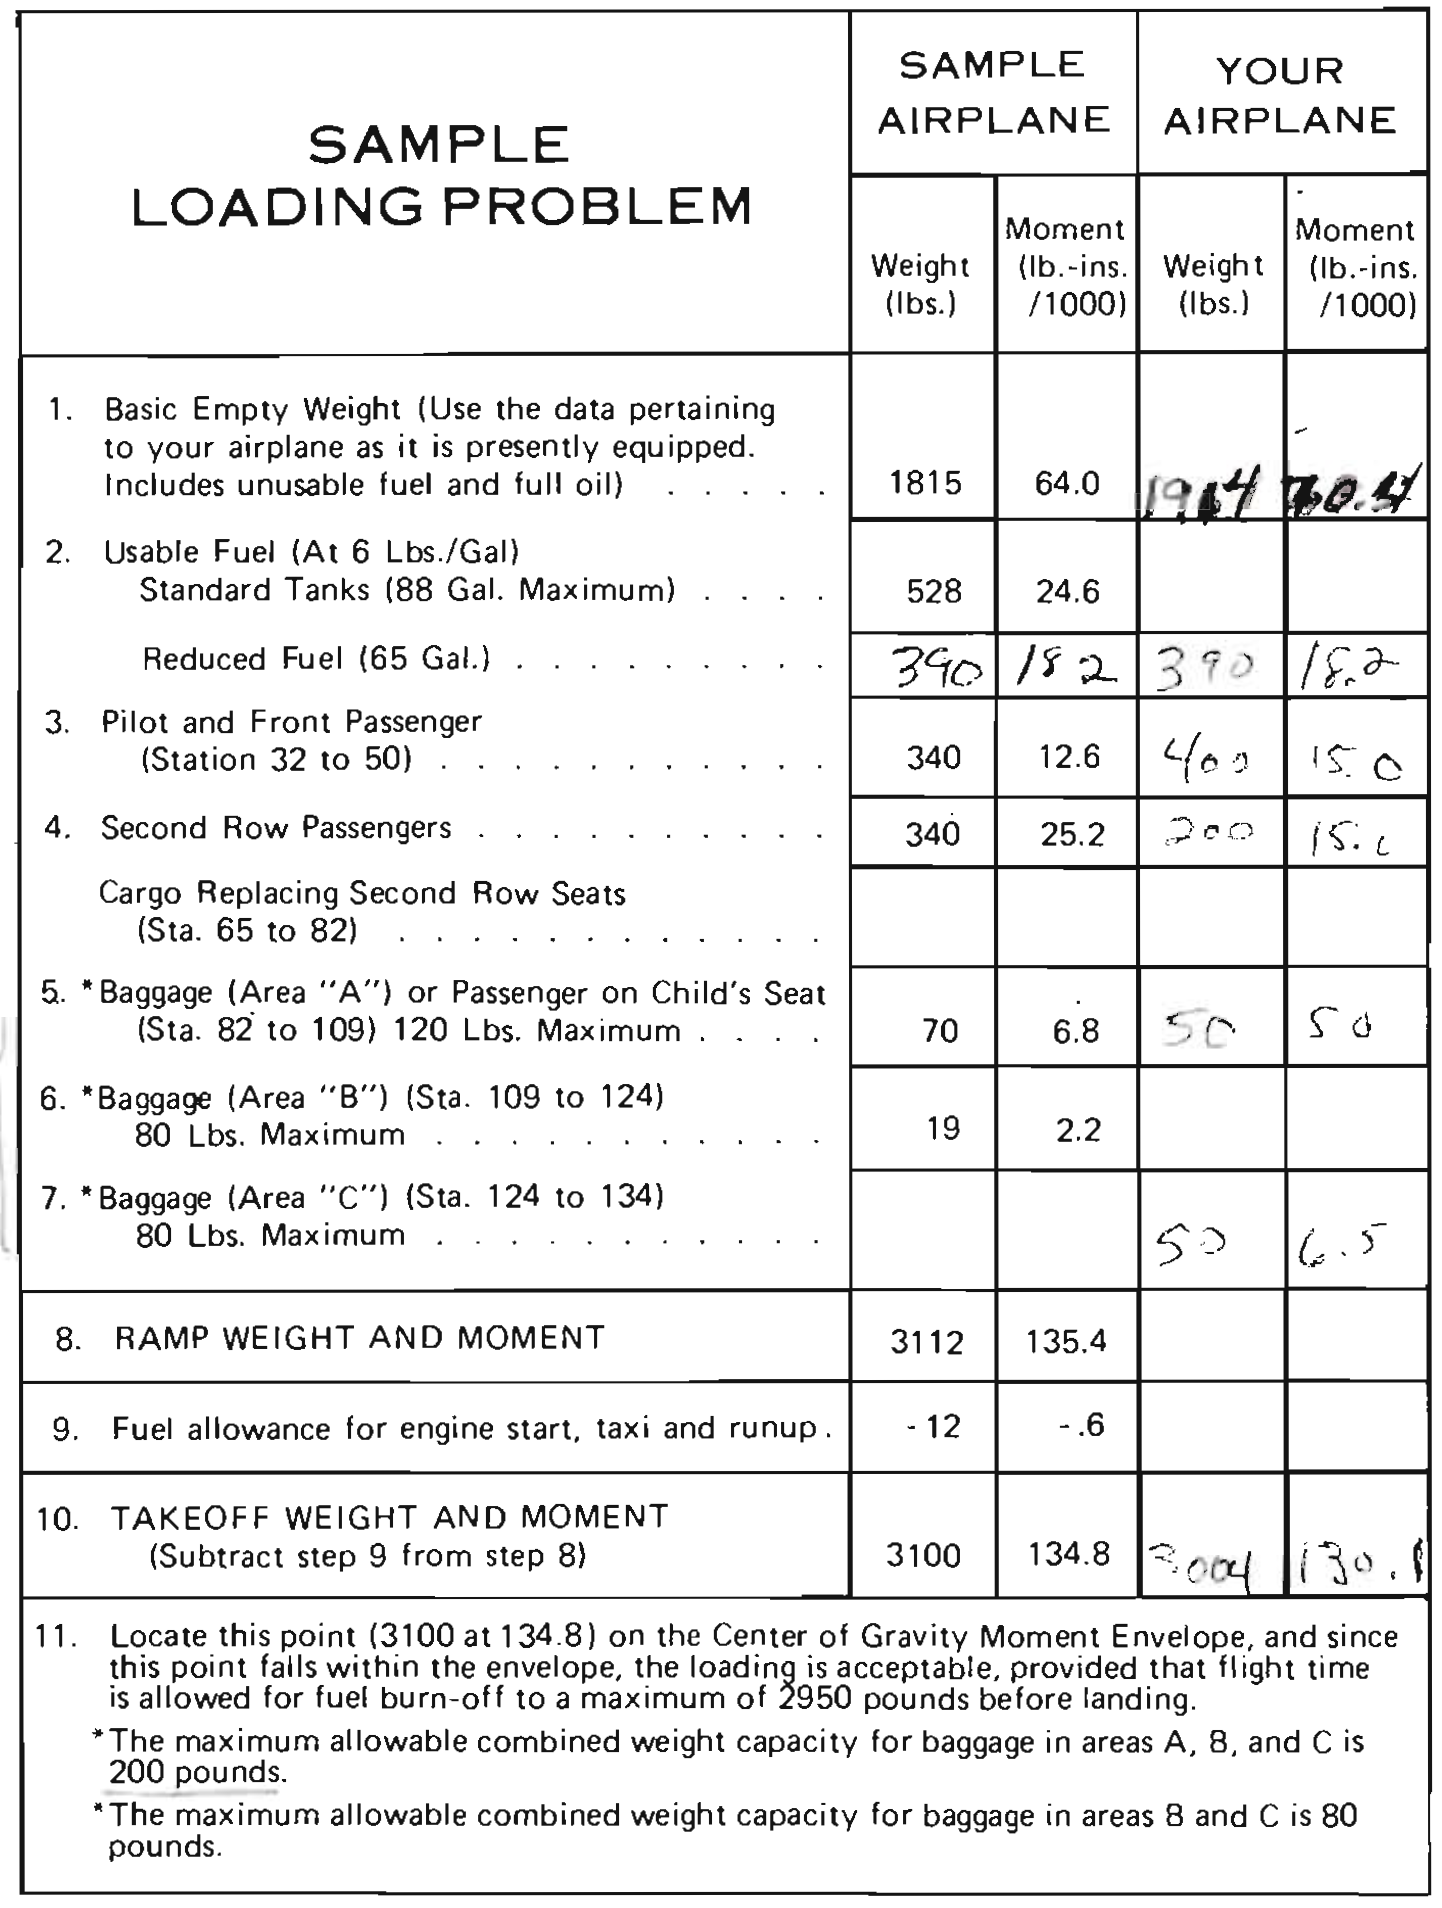 SAMPLE
LOADING PROBLEM
SAMPLE
AIRPLANE
YOUR
AIRPLANE
Weight
(lbs.)
Moment
(lb.-ins.
/1000)
Weight
(lbs.)
Moment
(lb.-ins.
/1000)
1. Basic Empty Weight (Use the data pertaining
to your airplane as it is presently equipped.
Includes unusable fuel and full oil) . . . . . 1815 64.0 1914 70.4
2. Usable Fuel (At 6 Lbs./Gal)
Standard Tanks (88 Gal. Maximum) . . . . 528 24.6
Reduced Fuel (65 Gal.) . . . . . . . . . 390 18 2 390 18.2
3. Pilot and Front Passenger
(Station 32 to 50) . . . . . . . . . . . 340 12.6 400 15.0
4. Second Row Passengers . . . . . . . . . . 340 25.2 200 15.
Cargo Replacing Second Row Seats
(Sta. 65 to 82) . . . . . . . . . . . .
5. *Baggage (Area "A") or Passenger on Child's Seat
(Sta. 82 to 109) 120 Lbs. Maximum . . . . 70 6.8 50 5 0
6. *Baggage (Area "B") (Sta. 109 to 124)
80 Lbs. Maximum . . . . . . . . . . . 19 2.2
7. *Baggage (Area "C") (Sta. 124 to 134)
80 Lbs. Maximum . . . . . . . . . . . 50 6.5
8. RAMP WEIGHT AND MOMENT 3112 135.4
9. Fuel allowance for engine start, taxi and runup . -12 -.6
10. TAKEOFF WEIGHT AND MOMENT
(Subtract step 9 from step 8) 3100 134.8 3004 130.1
11. Locate this point (3100 at 134.8) on the Center of Gravity Moment Envelope, and since
this point falls within the envelope, the loading is acceptable, provided that flight time
is allowed for fuel burn-off to a maximum of 2950 pounds before landing.
*The maximum allowable combined weight capacity for baggage in areas A, B, and C is
200 pounds.
*The maximum allowable combined weight capacity for baggage in areas B and C is 80
pounds.